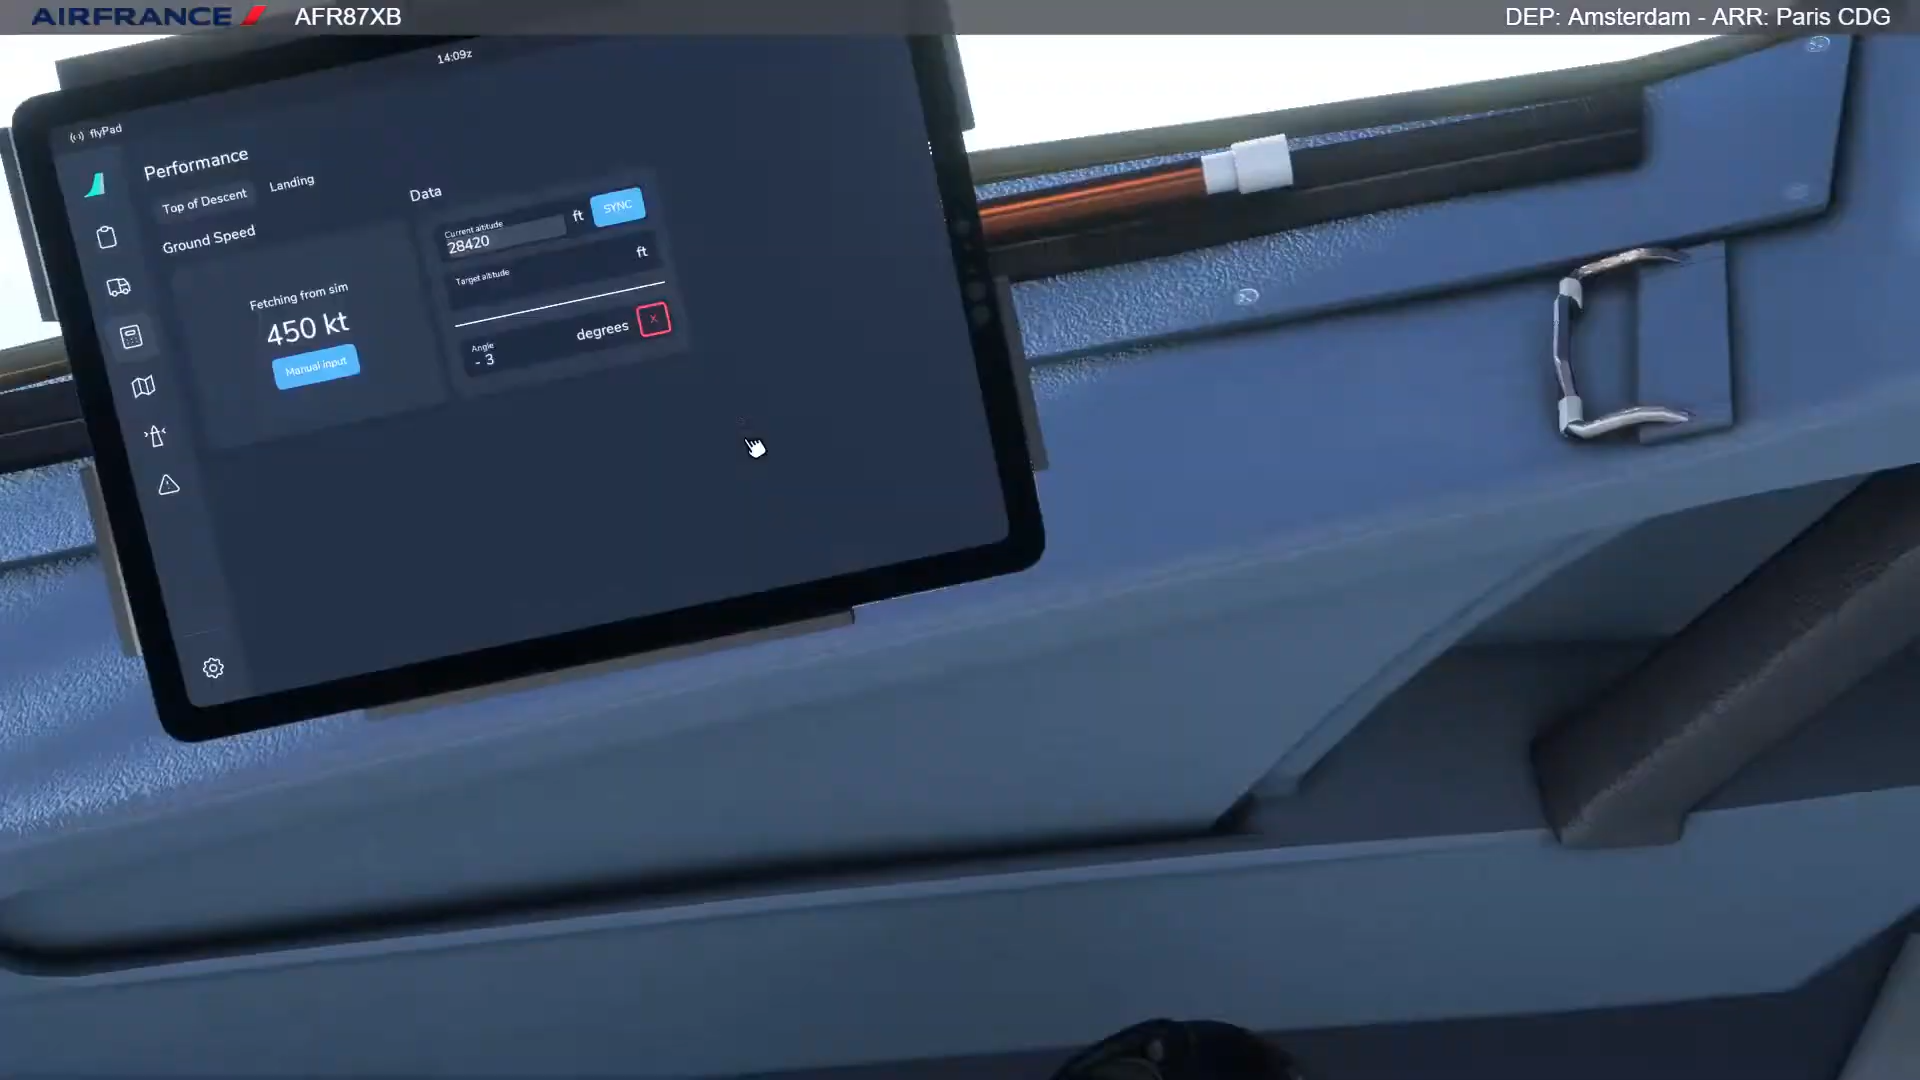 AIRFRANCE
AFR87XB
DEP: Amsterdam - ARR: Paris CDG
14:09z
flyPad
Performance
Top of Descent
Landing
Ground Speed
Fetching from sim
450 kt
Manual input
Data
Current altitude
28420
ft
SYNC
Target altitude
ft
Angle
- 3
degrees
X